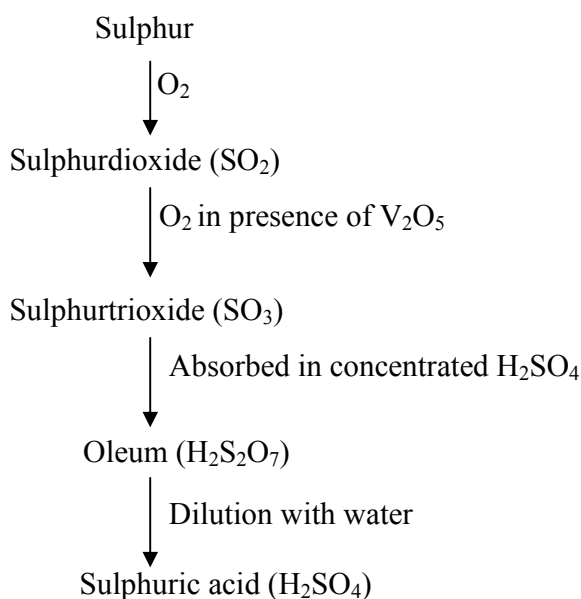 Sulphur
O₂
Sulphurdioxide (SO₂)
O₂ in presence of V₂O₅
Sulphurtrioxide (SO₃)
Absorbed in concentrated H₂SO₄
Oleum (H₂S₂O₇)
Dilution with water
Sulphuric acid (H₂SO₄)